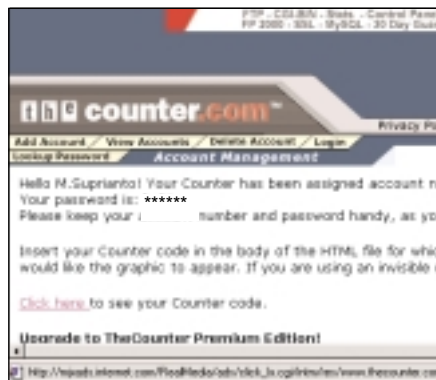 FTP - CGI-BIN - Stats - Control Pane
FP 2000 - SSL - MySQL - 30 Day Gua
the counter.com™
Privacy Po
Add Account / View Accounts / Delete Account / Login
Lookup Password Account Management
Hello M.Suprianto! Your Counter has been assigned account n
Your password is: ******
Please keep your number and password handy, as yo
Insert your Counter code in the body of the HTML file for whic
would like the graphic to appear. If you are using an invisible
Click here to see your Counter code.
Upgrade to TheCounter Premium Edition!